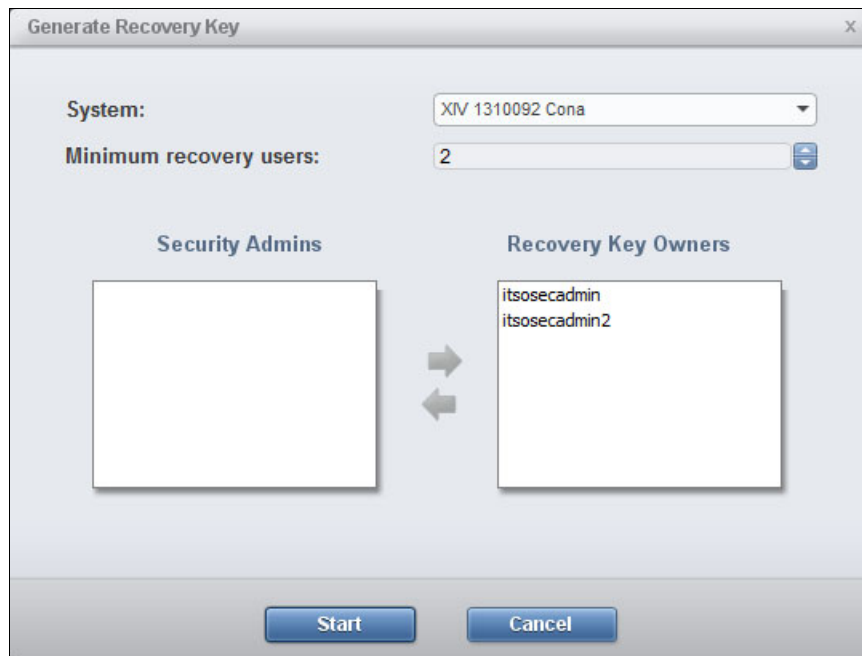 Generate Recovery Key
x
System:
XIV 1310092 Cona
Minimum recovery users:
2
Security Admins
Recovery Key Owners
itsosecadmin
itsosecadmin2
Start
Cancel